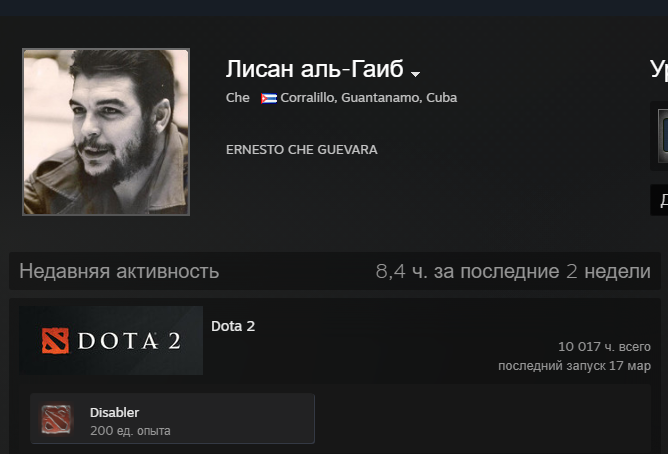 Лисан аль-Гаиб
Che Corralillo, Guantanamo, Cuba
ERNESTO CHE GUEVARA
Недавняя активность 8,4 ч. за последние 2 недели
DOTA 2
Dota 2
10 017 ч. всего
последний запуск 17 мар
Disabler
200 ед. опыта